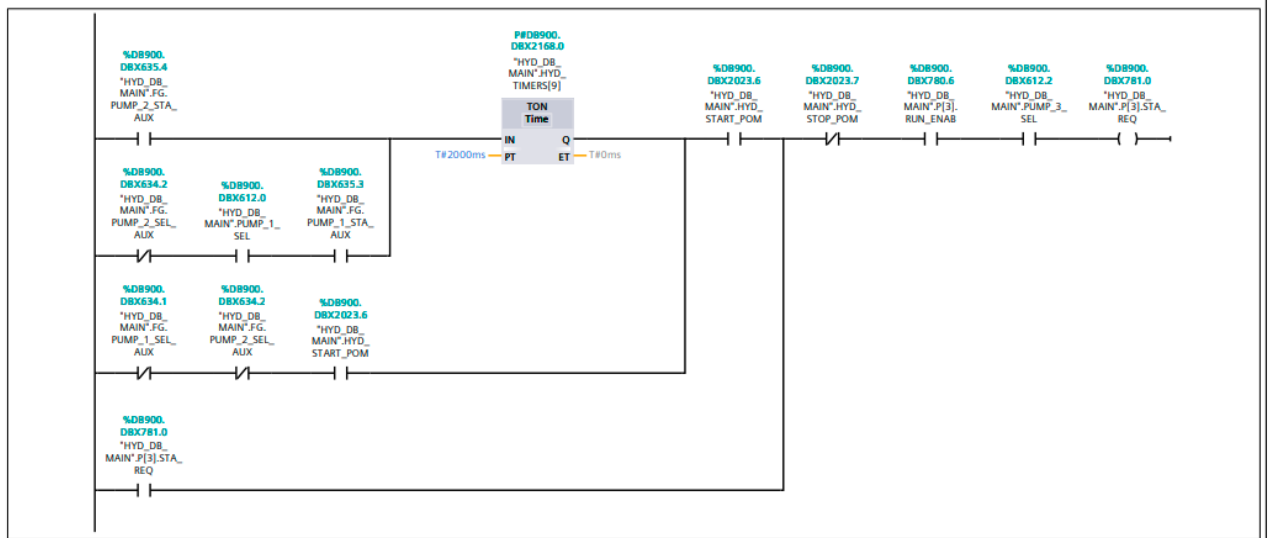 %DB900.
DBX635.4
"HYD_DB_
MAIN".FG.
PUMP_2_STA_
AUX
P#DB900.
DBX2168.0
"HYD_DB_
MAIN".HYD_
TIMERS[9]
TON
Time
IN
Q
T#2000ms
PT
ET
T#0ms
%DB900.
DBX2023.6
"HYD_DB_
MAIN".HYD_
START_POM
%DB900.
DBX2023.7
"HYD_DB_
MAIN".HYD_
STOP_POM
%DB900.
DBX780.6
"HYD_DB_
MAIN".P[3].
RUN_ENAB
%DB900.
DBX612.2
"HYD_DB_
MAIN".PUMP_3_
SEL
%DB900.
DBX781.0
"HYD_DB_
MAIN".P[3].STA_
REQ
%DB900.
DBX634.2
"HYD_DB_
MAIN".FG.
PUMP_2_SEL_
AUX
%DB900.
DBX612.0
"HYD_DB_
MAIN".PUMP_1_
SEL
%DB900.
DBX635.3
"HYD_DB_
MAIN".FG.
PUMP_1_STA_
AUX
%DB900.
DBX634.1
"HYD_DB_
MAIN".FG.
PUMP_1_SEL_
AUX
%DB900.
DBX634.2
"HYD_DB_
MAIN".FG.
PUMP_2_SEL_
AUX
%DB900.
DBX2023.6
"HYD_DB_
MAIN".HYD_
START_POM
%DB900.
DBX781.0
"HYD_DB_
MAIN".P[3].STA_
REQ